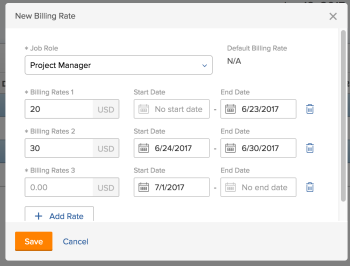 New Billing Rate
* Job Role
Default Billing Rate
Project Manager
N/A
* Billing Rates 1
Start Date
End Date
20
USD
No start date
-
6/23/2017
* Billing Rates 2
Start Date
End Date
30
USD
6/24/2017
-
6/30/2017
* Billing Rates 3
Start Date
End Date
0.00
USD
7/1/2017
-
No end date
+ Add Rate
Save
Cancel